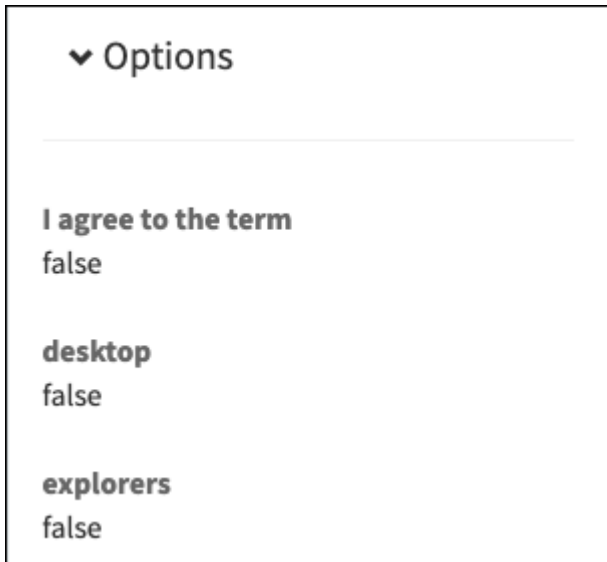 Options
I agree to the term
false
desktop
false
explorers
false